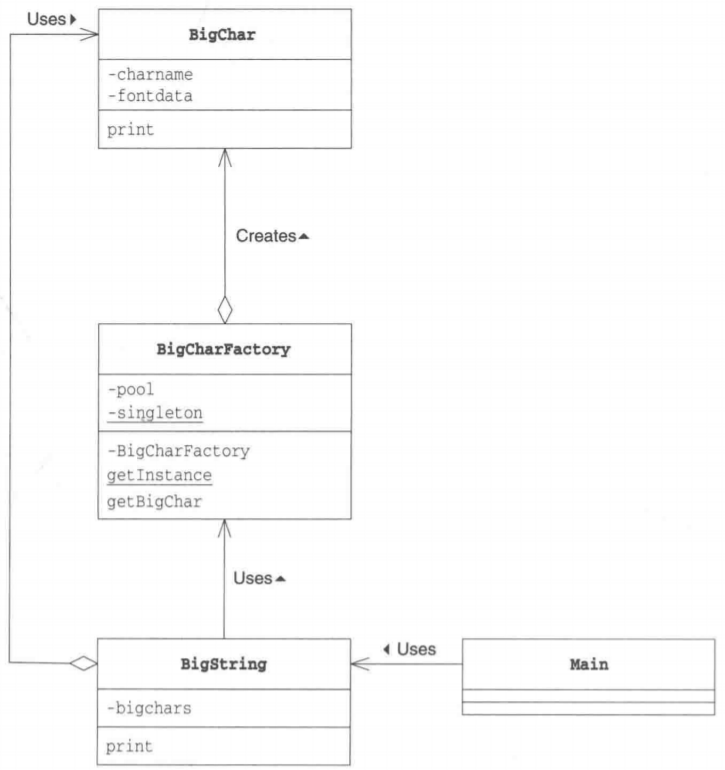 Uses▶
BigChar
-charname
-fontdata
print
Creates▲
BigCharFactory
-pool
-singleton
-BigCharFactory
getInstance
getBigChar
Uses▲
BigString
-bigchars
print
◀ Uses
Main